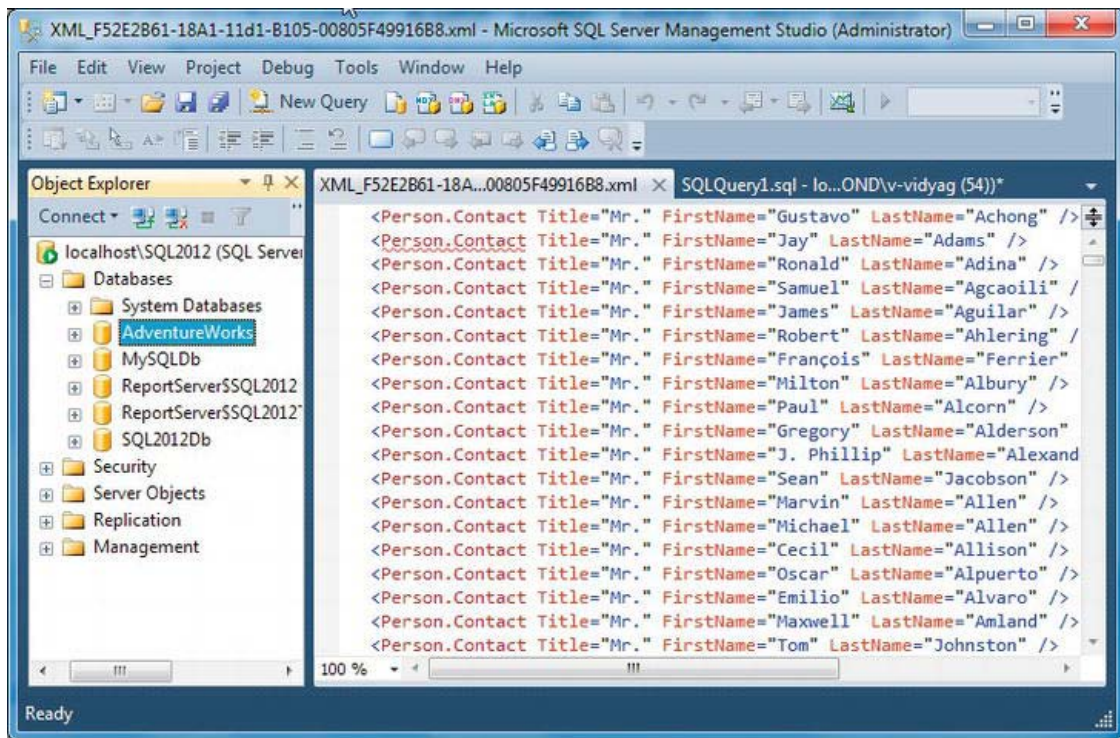 XML_F52E2B61-18A1-11d1-B105-00805F49916B8.xml - Microsoft SQL Server Management Studio (Administrator)
File Edit View Project Debug Tools Window Help
New Query
Object Explorer
Connect
localhost\SQL2012 (SQL Server
Databases
System Databases
AdventureWorks
MySQLDb
ReportServer$SQL2012
ReportServer$SQL2012
SQL2012Db
Security
Server Objects
Replication
Management
XML_F52E2B61-18A...00805F49916B8.xml SQLQuery1.sql - lo...OND\v-vidyag (54))*
<Person.Contact Title="Mr." FirstName="Gustavo" LastName="Achong" />
<Person.Contact Title="Mr." FirstName="Jay" LastName="Adams" />
<Person.Contact Title="Mr." FirstName="Ronald" LastName="Adina" />
<Person.Contact Title="Mr." FirstName="Samuel" LastName="Agcaoili" /
<Person.Contact Title="Mr." FirstName="James" LastName="Aguilar" />
<Person.Contact Title="Mr." FirstName="Robert" LastName="Ahlering" /
<Person.Contact Title="Mr." FirstName="François" LastName="Ferrier"
<Person.Contact Title="Mr." FirstName="Milton" LastName="Albury" />
<Person.Contact Title="Mr." FirstName="Paul" LastName="Alcorn" />
<Person.Contact Title="Mr." FirstName="Gregory" LastName="Alderson"
<Person.Contact Title="Mr." FirstName="J. Phillip" LastName="Alexand
<Person.Contact Title="Mr." FirstName="Sean" LastName="Jacobson" />
<Person.Contact Title="Mr." FirstName="Marvin" LastName="Allen" />
<Person.Contact Title="Mr." FirstName="Michael" LastName="Allen" />
<Person.Contact Title="Mr." FirstName="Cecil" LastName="Allison" />
<Person.Contact Title="Mr." FirstName="Oscar" LastName="Alpuerto" />
<Person.Contact Title="Mr." FirstName="Emilio" LastName="Alvaro" />
<Person.Contact Title="Mr." FirstName="Maxwell" LastName="Amland" />
<Person.Contact Title="Mr." FirstName="Tom" LastName="Johnston" />
100 %
Ready